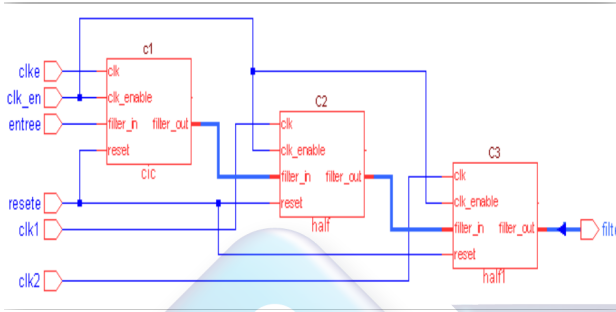 c1
clke
clk
clk_en
clk_enable
entree
filter_in
filter_out
reset
cic
C2
clk
clk_enable
filter_in
filter_out
reset
half
C3
clk
clk_enable
filter_in
filter_out
reset
half1
resete
clk1
clk2